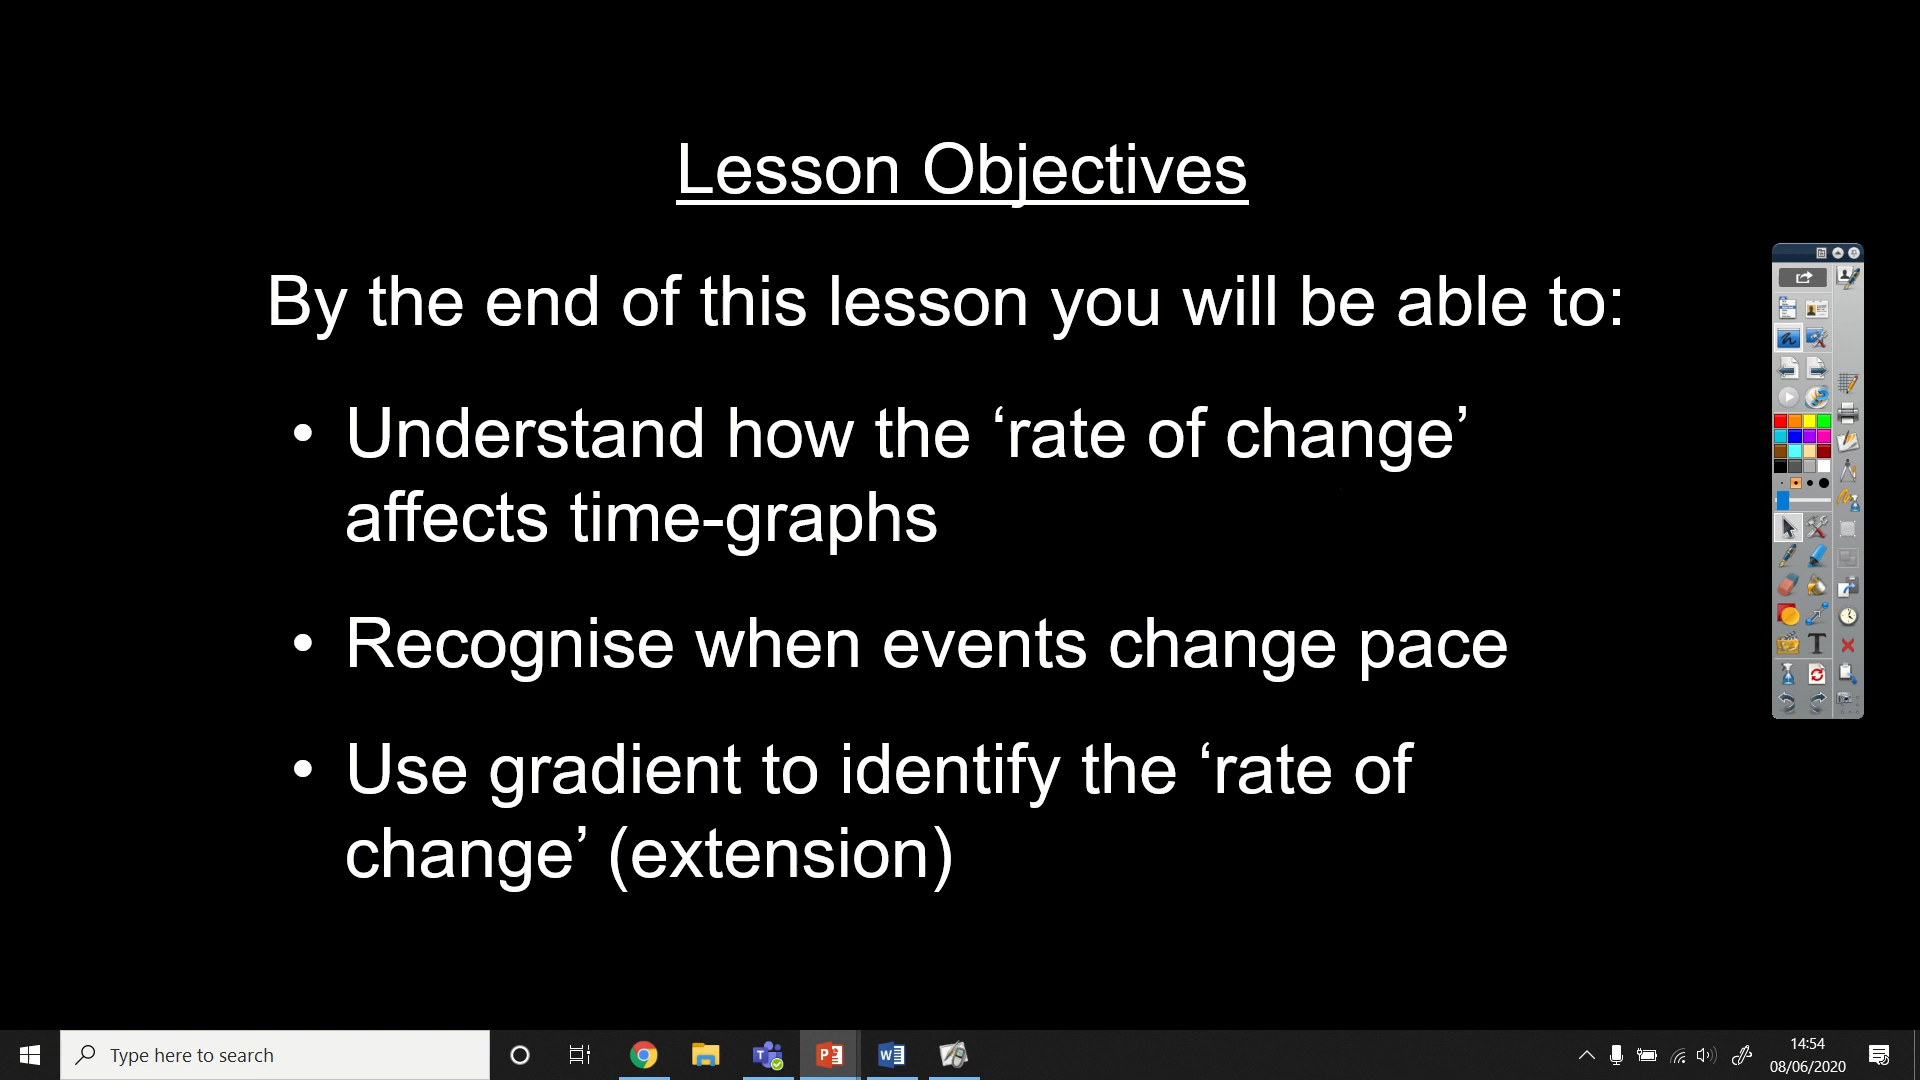 Lesson Objectives
By the end of this lesson you will be able to:
• Understand how the ‘rate of change’
affects time-graphs
• Recognise when events change pace
• Use gradient to identify the ‘rate of
change’ (extension)
Type here to search
14:54
08/06/2020